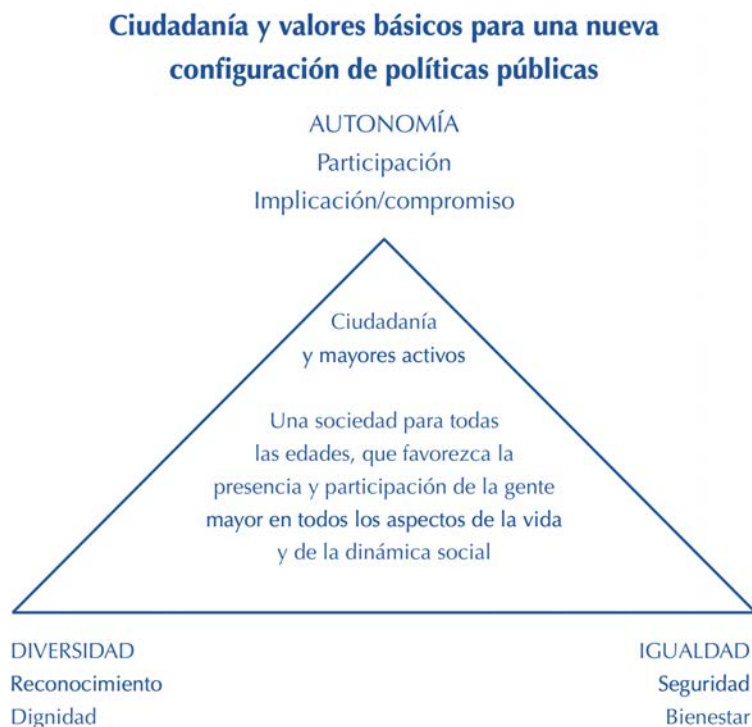 Ciudadanía y valores básicos para una nueva
configuración de políticas públicas
AUTONOMÍA
Participación
Implicación/compromiso
Ciudadanía
y mayores activos
Una sociedad para todas
las edades, que favorezca la
presencia y participación de la gente
mayor en todos los aspectos de la vida
y de la dinámica social
DIVERSIDAD
Reconocimiento
Dignidad
IGUALDAD
Seguridad
Bienestar